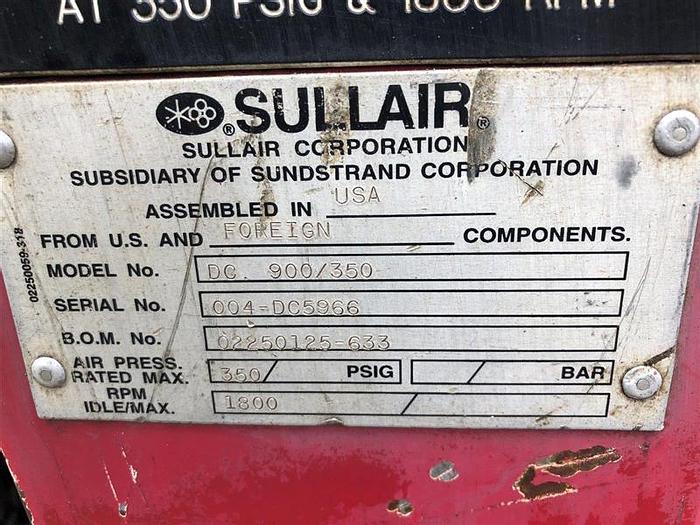 AT 350 PSIG & 1800 RPM
® SULLAIR ®
SULLAIR CORPORATION
SUBSIDIARY OF SUNDSTRAND CORPORATION
ASSEMBLED IN USA
FROM U.S. AND FOREIGN COMPONENTS.
MODEL No. DC. 900/350
SERIAL No. 004-DC5966
B.O.M. No. 02250125-633
AIR PRESS. RATED MAX. 350/ PSIG / BAR
RPM IDLE/MAX. 1800 /
02250059-318